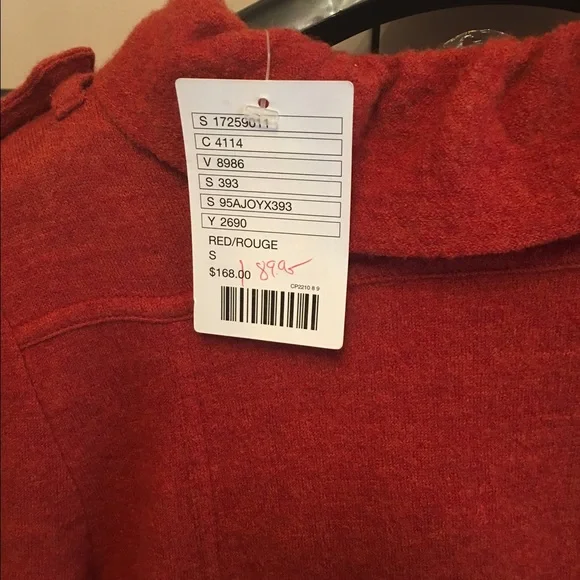 S 17259011
C 4114
V 8986
S 393
S 95AJOYX393
Y 2690
RED/ROUGE
S
$168.00 89.95
CP2210 8 9